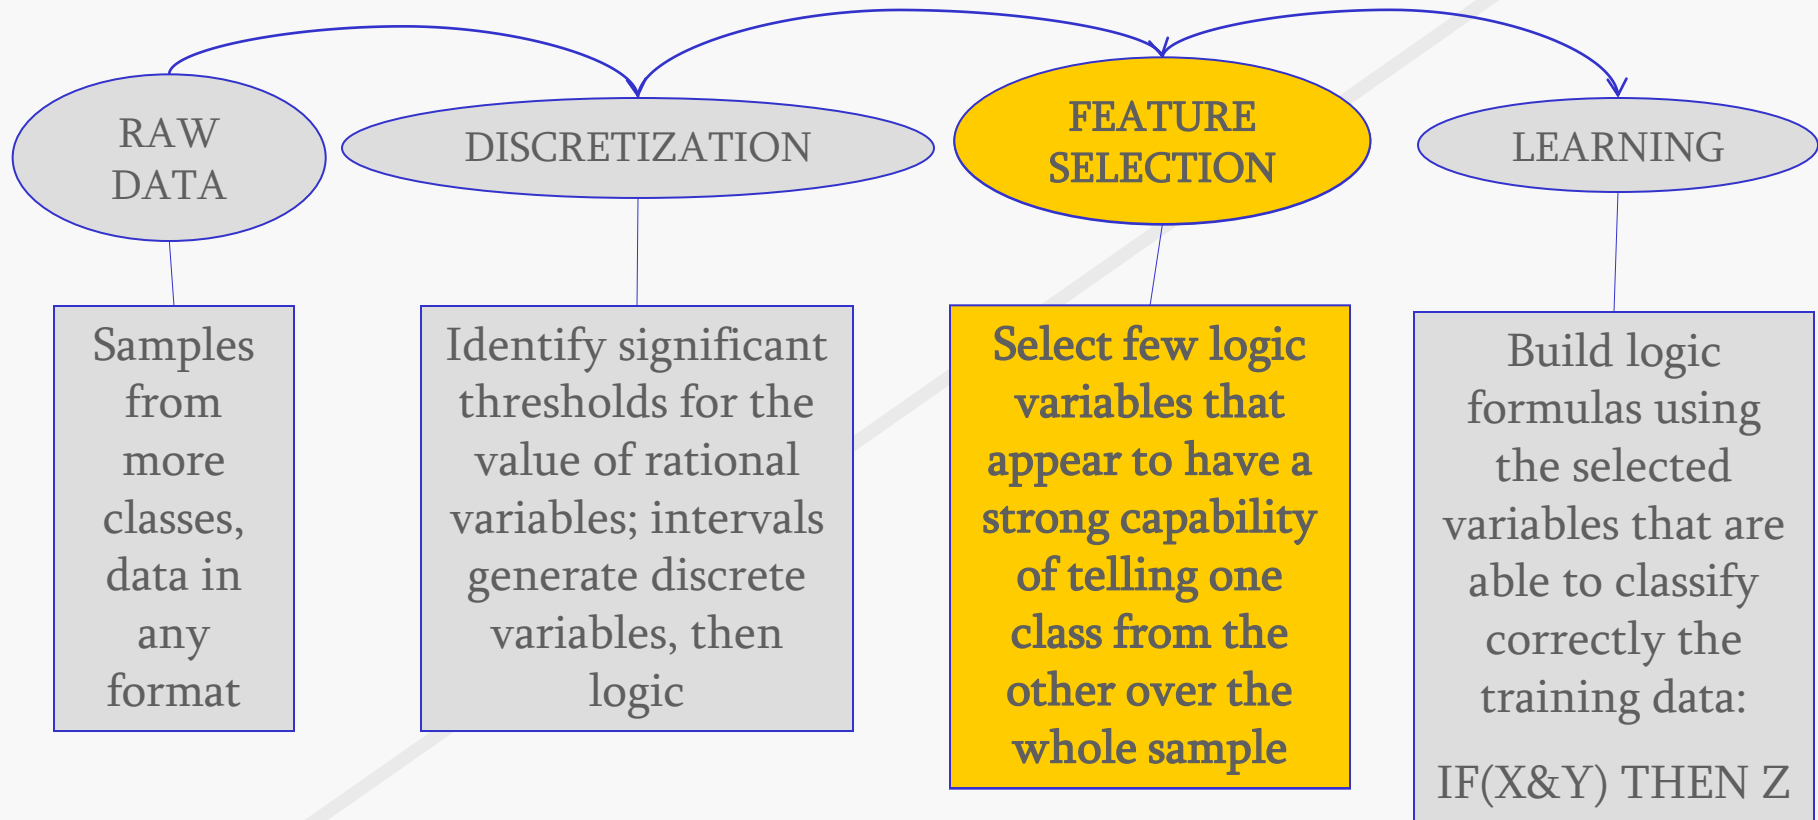 RAW
DATA
DISCRETIZATION
FEATURE
SELECTION
LEARNING
Samples
from
more
classes,
data in
any
format
Identify significant
thresholds for the
value of rational
variables; intervals
generate discrete
variables, then
logic
Select few logic
variables that
appear to have a
strong capability
of telling one
class from the
other over the
whole sample
Build logic
formulas using
the selected
variables that are
able to classify
correctly the
training data:
IF(X&Y) THEN Z